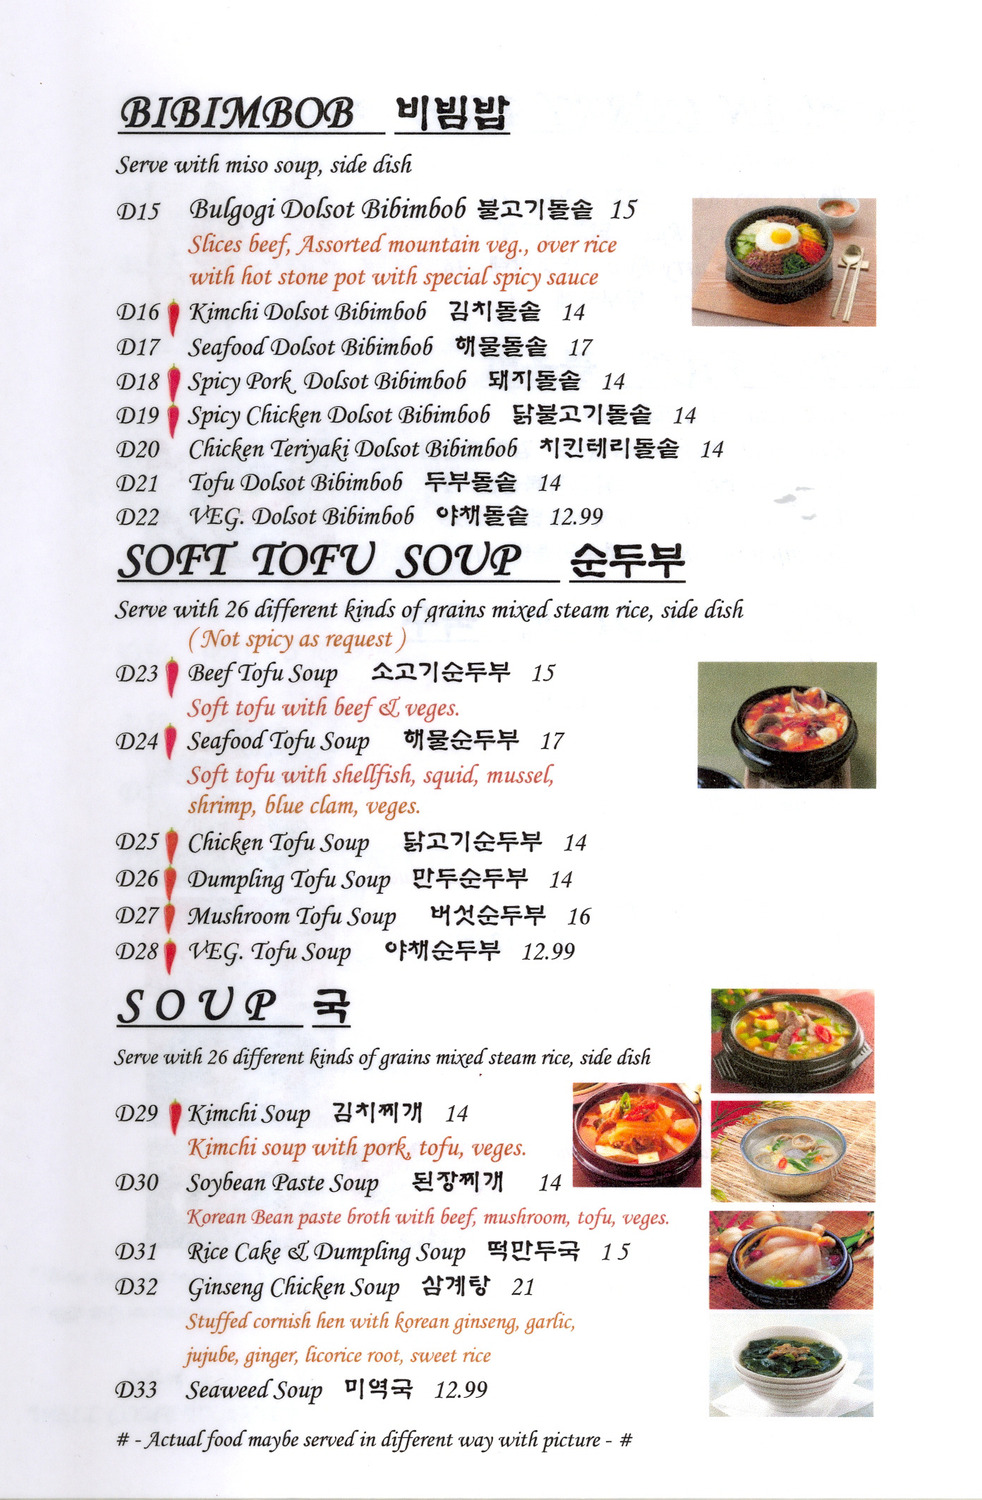 BIBIMBOB 비빔밥
Serve with miso soup, side dish
D15 Bulgogi Dolsot Bibimbob 불고기돌솥 15
Slices beef, Assorted mountain veg., over rice
with hot stone pot with special spicy sauce
D16 Kimchi Dolsot Bibimbob 김치돌솥 14
D17 Seafood Dolsot Bibimbob 해물돌솥 17
D18 Spicy Pork Dolsot Bibimbob 돼지돌솥 14
D19 Spicy Chicken Dolsot Bibimbob 닭불고기돌솥 14
D20 Chicken Teriyaki Dolsot Bibimbob 치킨테리돌솥 14
D21 Tofu Dolsot Bibimbob 두부돌솥 14
D22 VEG. Dolsot Bibimbob 야채돌솥 12.99
SOFT TOFU SOUP 순두부
Serve with 26 different kinds of grains mixed steam rice, side dish
( Not spicy as request )
D23 Beef Tofu Soup 소고기순두부 15
Soft tofu with beef & veges.
D24 Seafood Tofu Soup 해물순두부 17
Soft tofu with shellfish, squid, mussel,
shrimp, blue clam, veges.
D25 Chicken Tofu Soup 닭고기순두부 14
D26 Dumpling Tofu Soup 만두순두부 14
D27 Mushroom Tofu Soup 버섯순두부 16
D28 VEG. Tofu Soup 야채순두부 12.99
SOUP 국
Serve with 26 different kinds of grains mixed steam rice, side dish
D29 Kimchi Soup 김치찌개 14
Kimchi soup with pork, tofu, veges.
D30 Soybean Paste Soup 된장찌개 14
Korean Bean paste broth with beef, mushroom, tofu, veges.
D31 Rice Cake & Dumpling Soup 떡만두국 15
D32 Ginseng Chicken Soup 삼계탕 21
Stuffed cornish hen with korean ginseng, garlic,
jujube, ginger, licorice root, sweet rice
D33 Seaweed Soup 미역국 12.99
# - Actual food maybe served in different way with picture - #